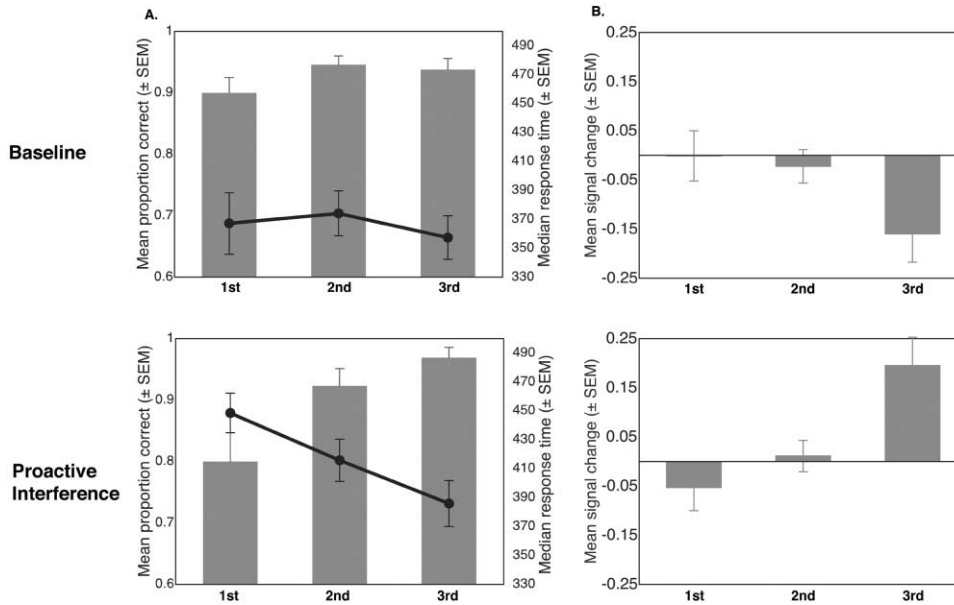 A.
B.
Baseline
Mean proportion correct (± SEM)
1
0.9
0.8
0.7
0.6
490
470
450
430
410
390
370
350
330
Median response time (± SEM)
1st 2nd 3rd
Mean signal change (± SEM)
0.25
0.15
0.05
-0.05
-0.15
-0.25
1st 2nd 3rd
Proactive
Interference
Mean proportion correct (± SEM)
1
0.9
0.8
0.7
0.6
490
470
450
430
410
390
370
350
330
Median response time (± SEM)
1st 2nd 3rd
Mean signal change (± SEM)
0.25
0.15
0.05
-0.05
-0.15
-0.25
1st 2nd 3rd